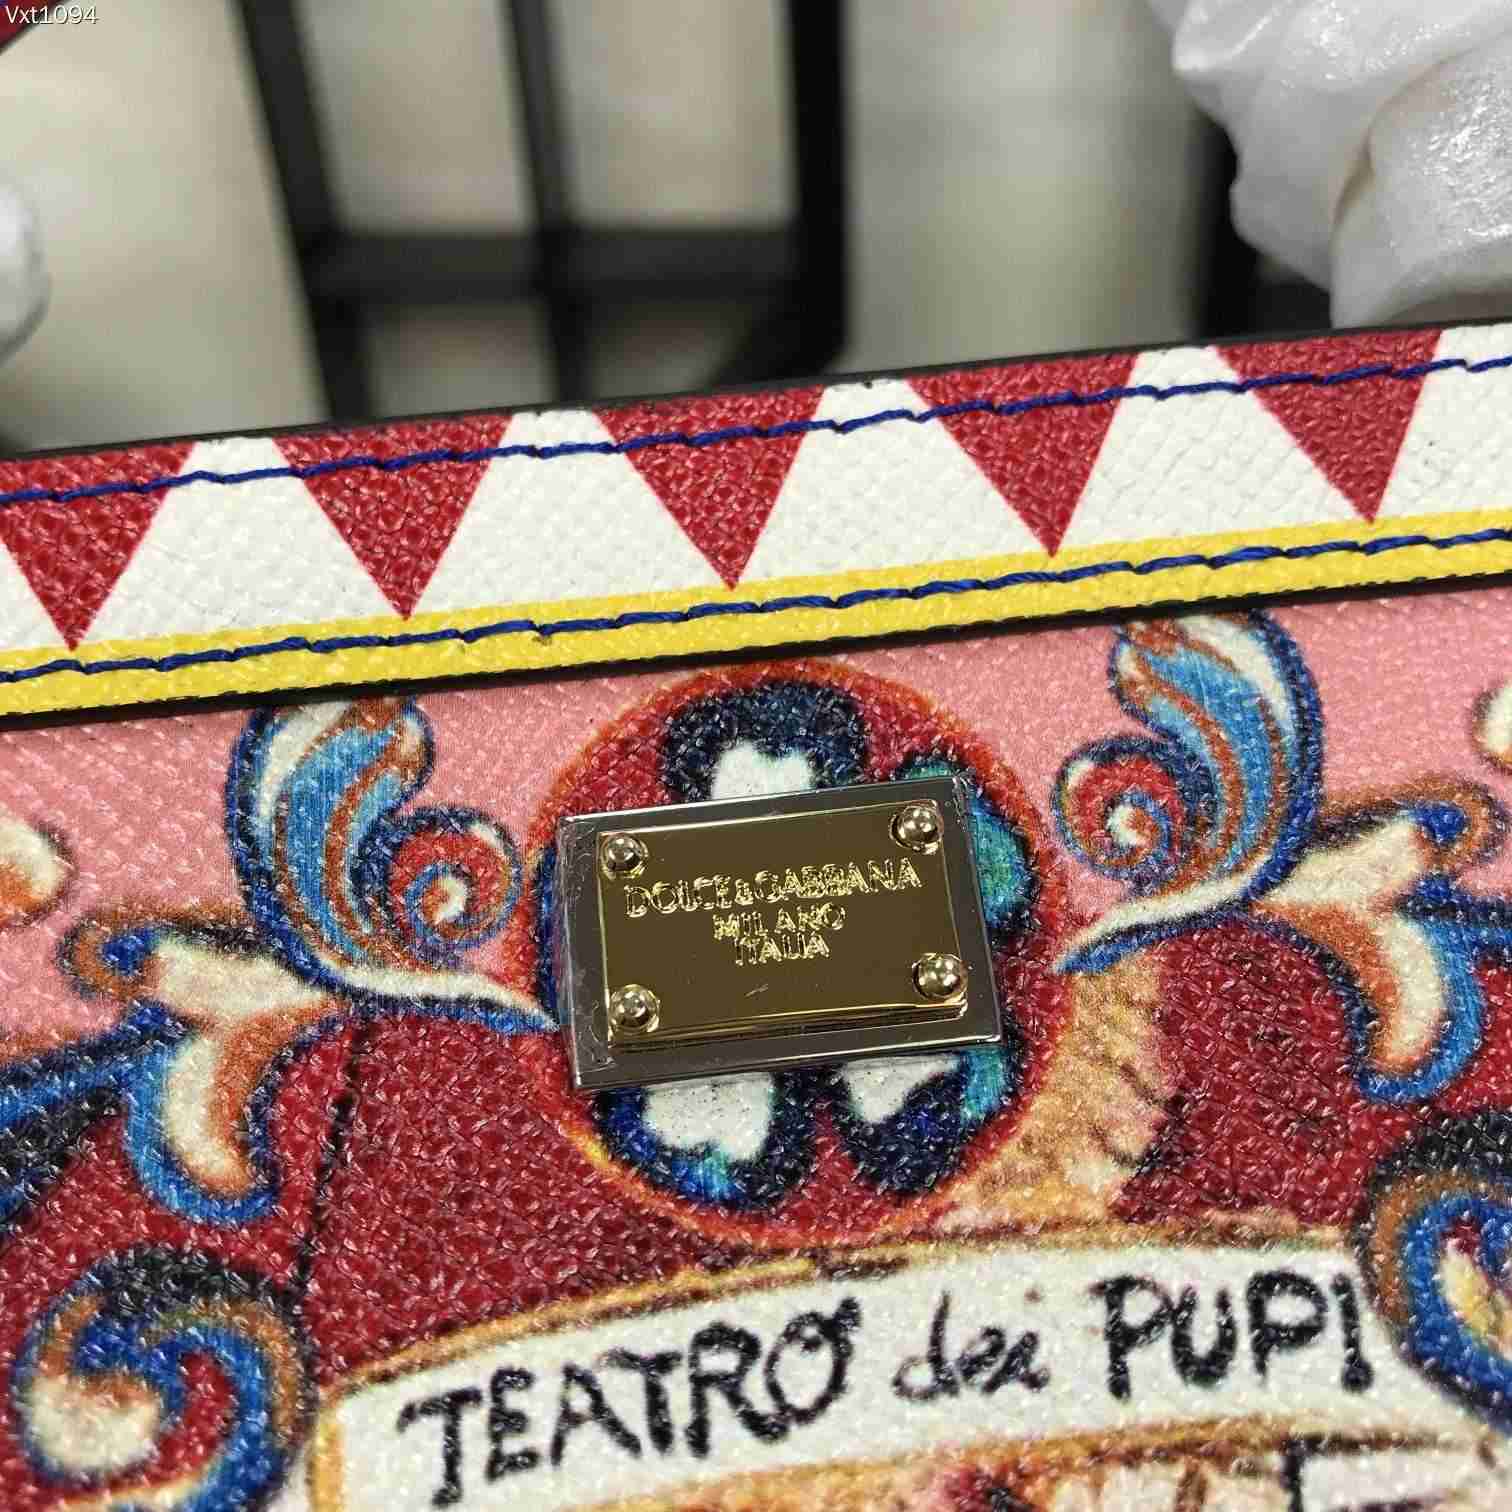 Vxt1094
DOLCE&GABBANA
MILANO
ITALIA
TEATRO dei PUPI